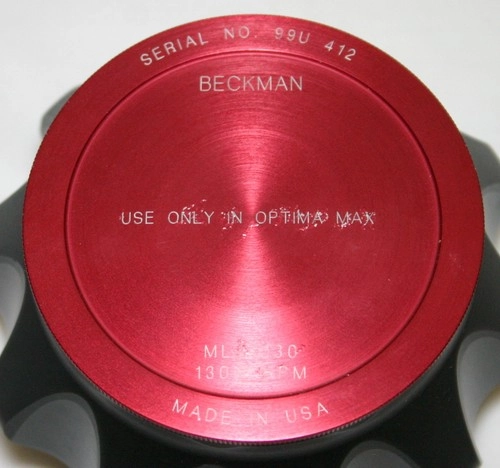 SERIAL NO. 99U 412
BECKMAN
USE ONLY IN OPTIMA MAX
MADE IN USA